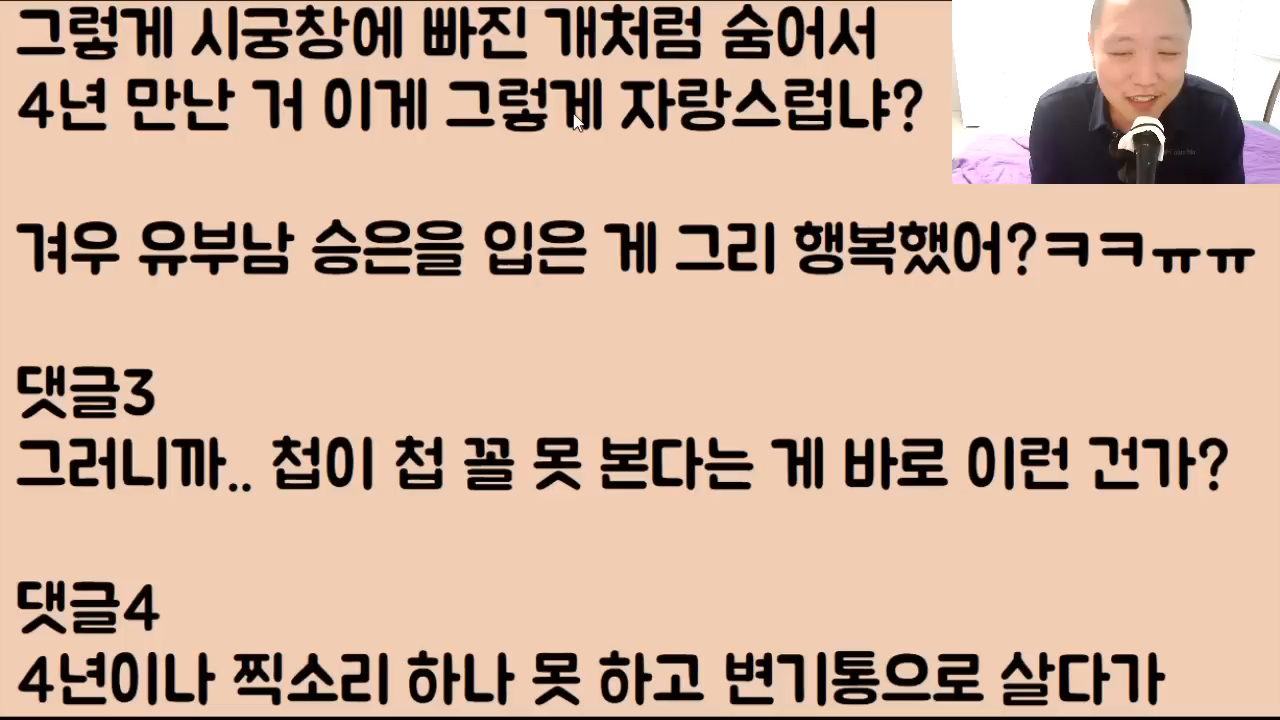 그렇게 시궁창에 빠진 개처럼 숨어서
4년 만난 거 이게 그렇게 자랑스럽냐?
겨우 유부남 승은을 입은 게 그리 행복했어?ㅋㅋㅠㅠ
댓글3
그러니까.. 첩이 첩 꼴 못 본다는 게 바로 이런 건가?
댓글4
4년이나 찍소리 하나 못 하고 변기통으로 살다가